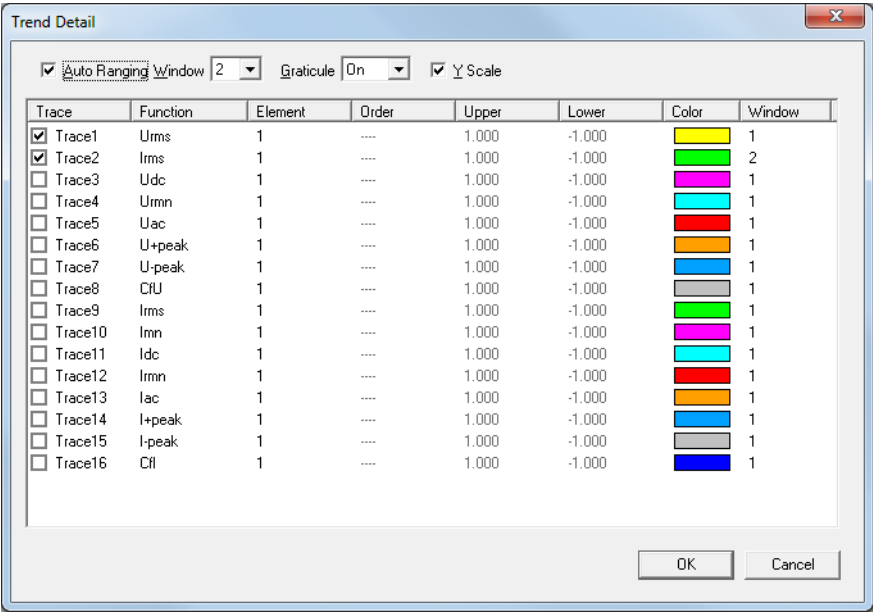 Trend Detail
Auto Ranging Window 2 Graticule On Y Scale
Trace Function Element Order Upper Lower Color Window
Trace1 Urms 1 ---- 1.000 -1.000 1
Trace2 Irms 1 ---- 1.000 -1.000 2
Trace3 Udc 1 ---- 1.000 -1.000 1
Trace4 Urmn 1 ---- 1.000 -1.000 1
Trace5 Uac 1 ---- 1.000 -1.000 1
Trace6 U+peak 1 ---- 1.000 -1.000 1
Trace7 U-peak 1 ---- 1.000 -1.000 1
Trace8 CfU 1 ---- 1.000 -1.000 1
Trace9 Irms 1 ---- 1.000 -1.000 1
Trace10 Imn 1 ---- 1.000 -1.000 1
Trace11 Idc 1 ---- 1.000 -1.000 1
Trace12 Irmn 1 ---- 1.000 -1.000 1
Trace13 Iac 1 ---- 1.000 -1.000 1
Trace14 I+peak 1 ---- 1.000 -1.000 1
Trace15 I-peak 1 ---- 1.000 -1.000 1
Trace16 CfI 1 ---- 1.000 -1.000 1
OK Cancel